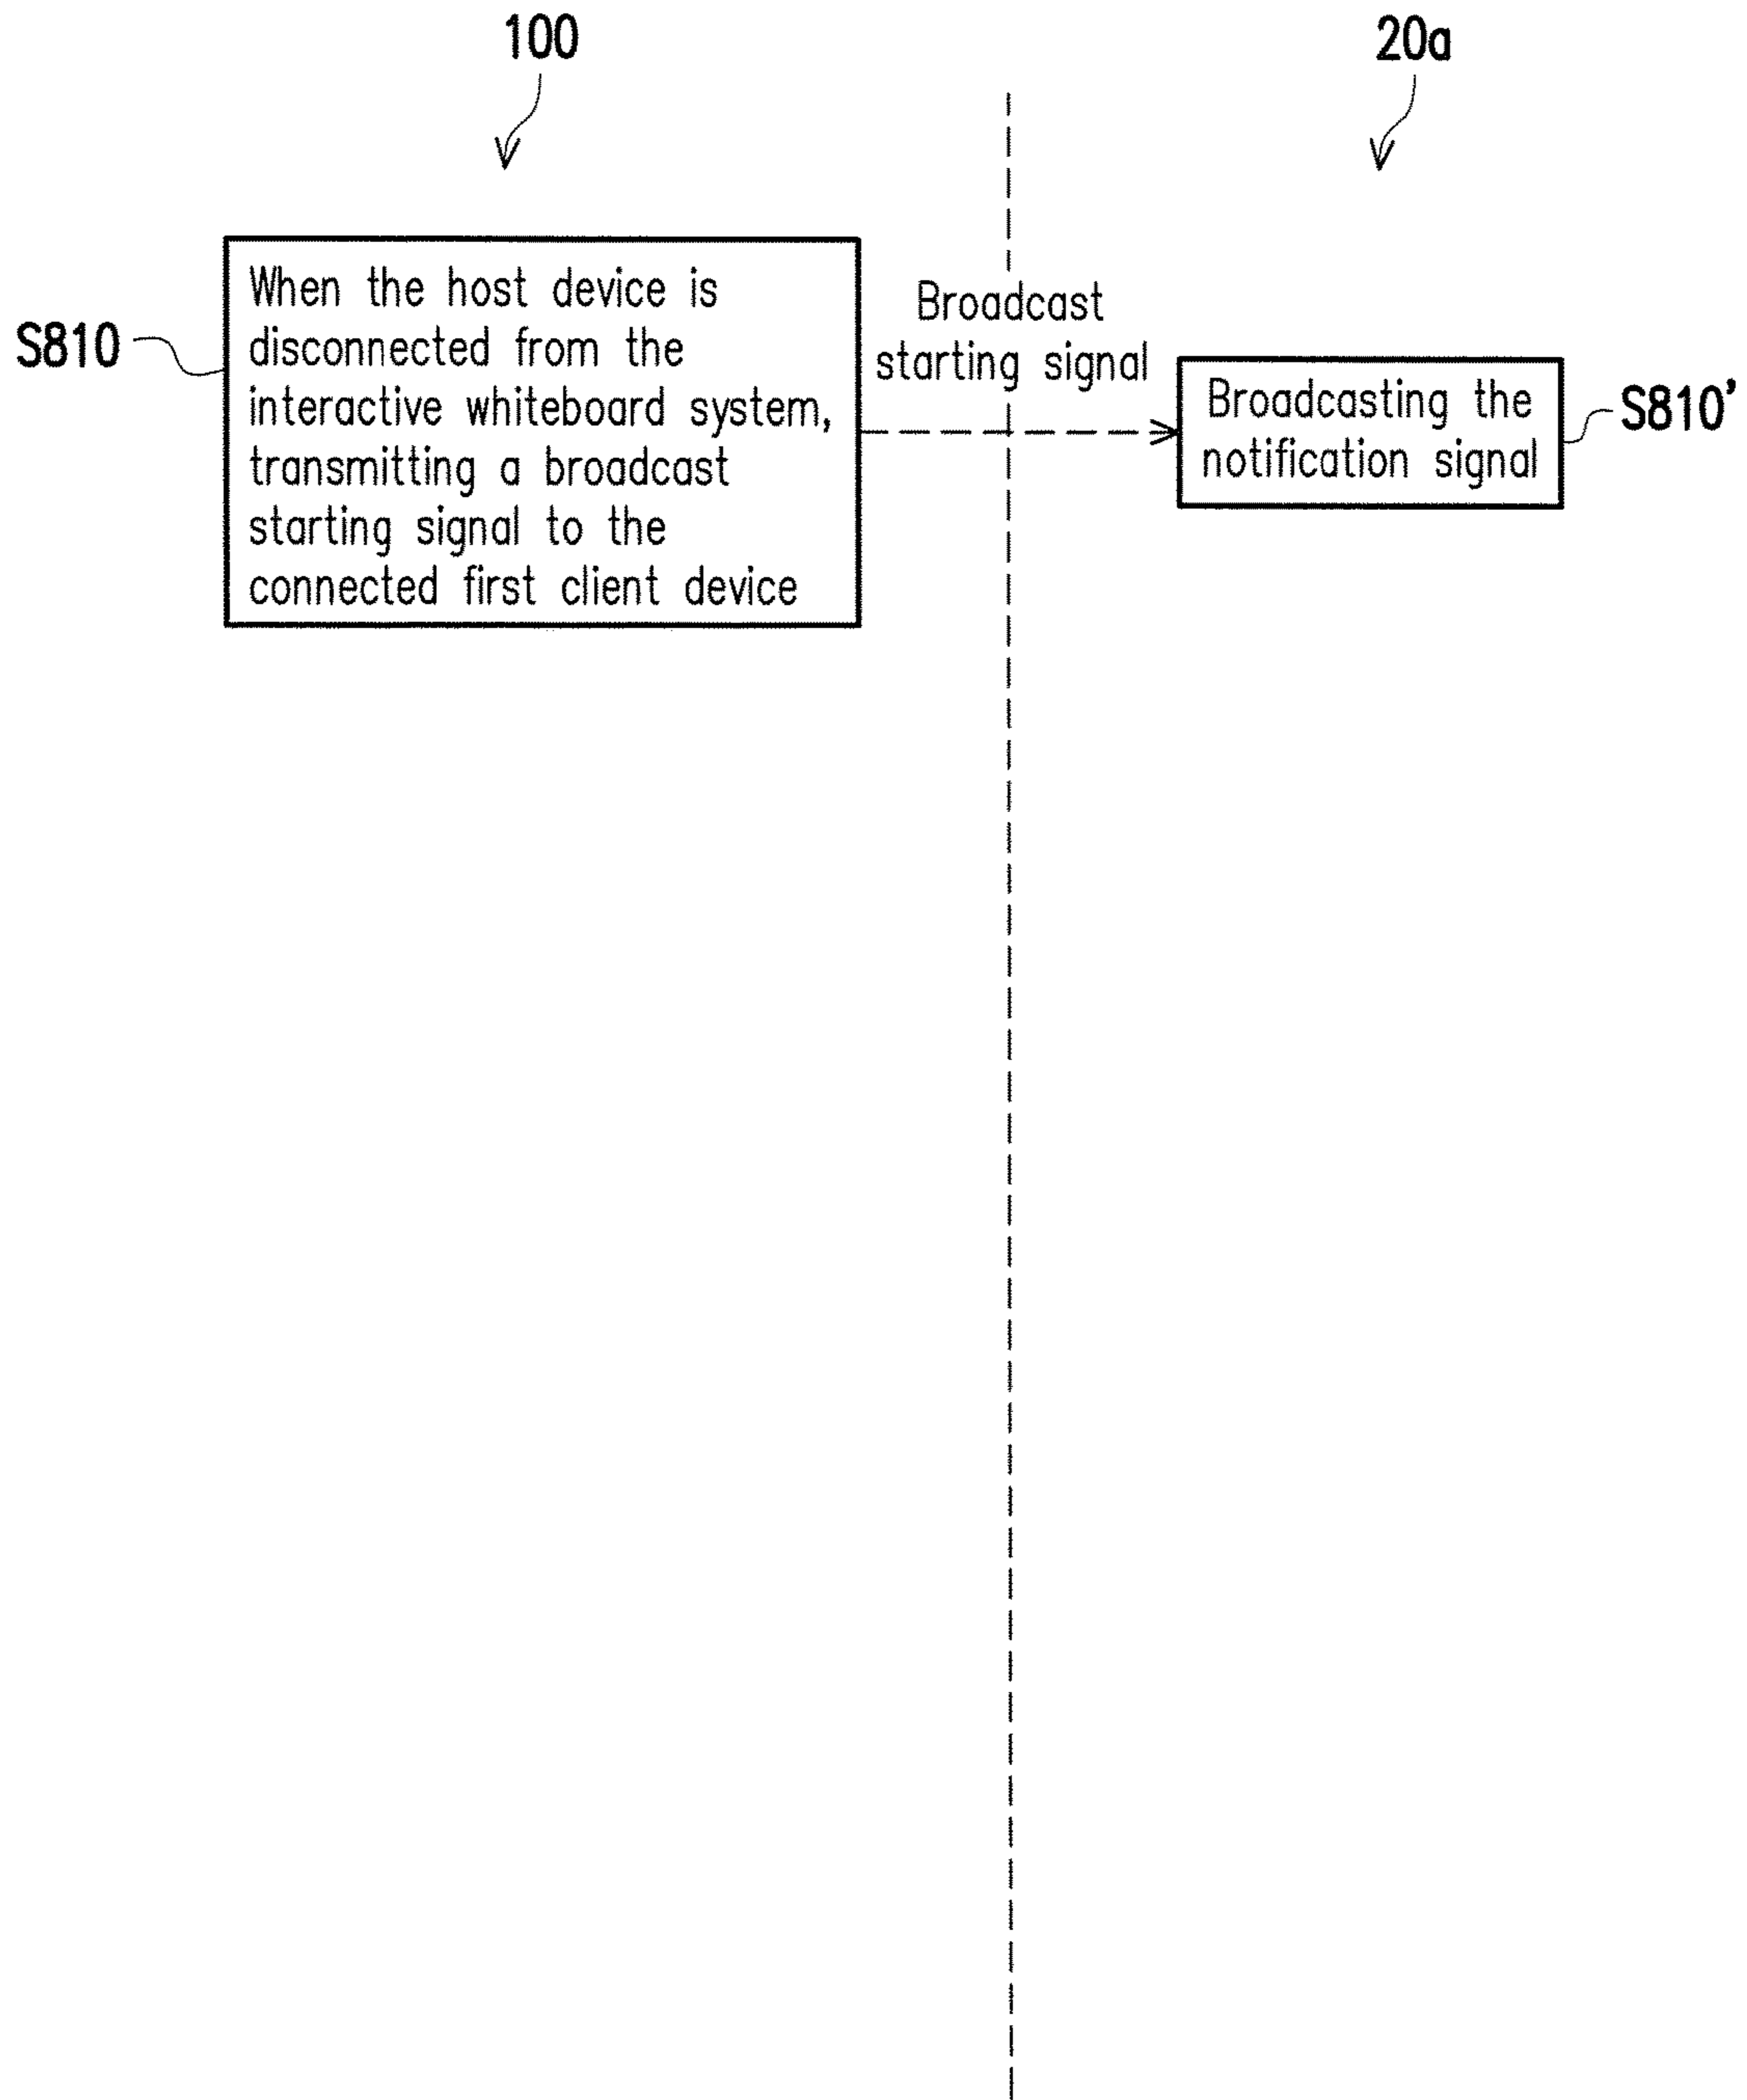 100
20a
S810
When the host device is
disconnected from the
interactive whiteboard system,
transmitting a broadcast
starting signal to the
connected first client device
Broadcast
starting signal
Broadcasting the
notification signal
S810'